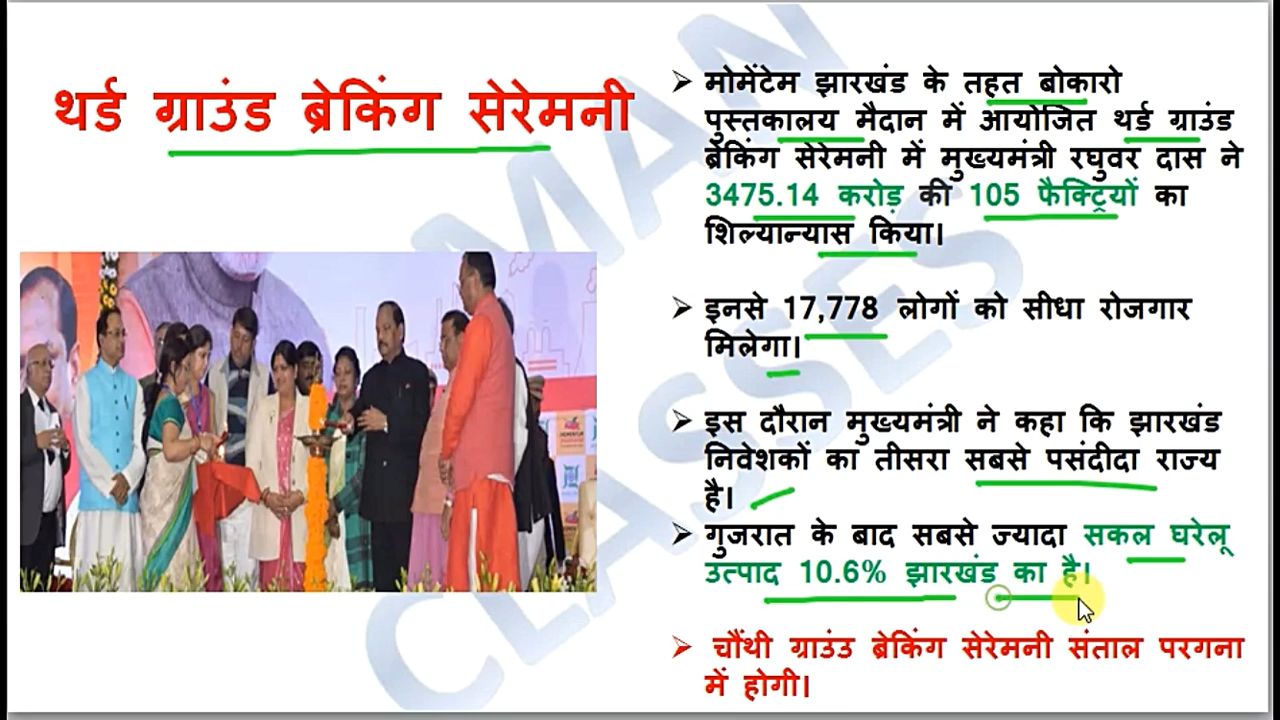 थर्ड ग्राउंड ब्रेकिंग सेरेमनी
➢ मोमेंटेम झारखंड के तहत बोकारो
पुस्तकालय मैदान में आयोजित थर्ड ग्राउंड
ब्रेकिंग सेरेमनी में मुख्यमंत्री रघुवर दास ने
3475.14 करोड़ की 105 फैक्ट्रियों का
शिल्यान्यास किया।
➢ इनसे 17,778 लोगों को सीधा रोजगार
मिलेगा।
➢ इस दौरान मुख्यमंत्री ने कहा कि झारखंड
निवेशकों का तीसरा सबसे पसंदीदा राज्य
है।
➢ गुजरात के बाद सबसे ज्यादा सकल घरेलू
उत्पाद 10.6% झारखंड का है।
➢ चौंथी ग्राउंउ ब्रेकिंग सेरेमनी संताल परगना
में होगी।
MAN
CLASSES